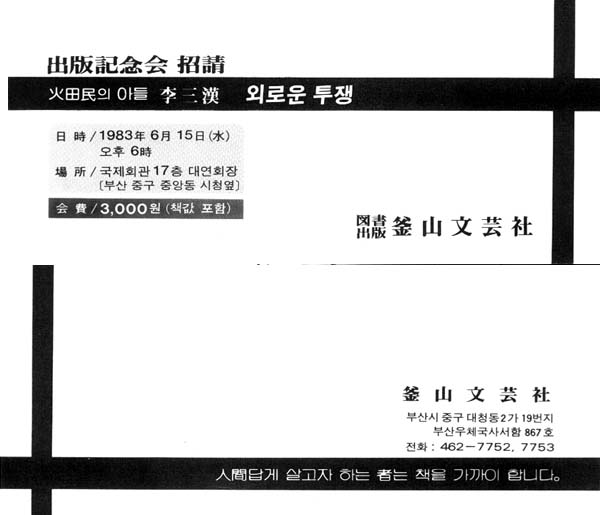 出版記念会 招請
火田民의 아들 李三漢 외로운 투쟁
日 時 / 1983年 6月 15日(水)
오후 6時
場 所 / 국제회관 17층 대연회장
〔부산 중구 중앙동 시청옆〕
会 費 / 3,000원 (책값 포함)
図書出版 釜山文芸社
釜山文芸社
부산시 중구 대청동2가 19번지
부산우체국사서함 867호
전화 : 462-7752, 7753
人間답게 살고자 하는 者는 책을 가까이 합니다。